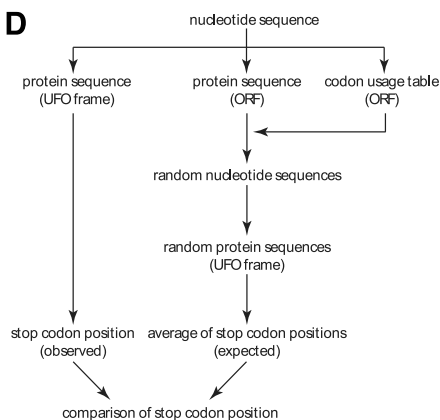 D
nucleotide sequence
protein sequence
(UFO frame)
protein sequence
(ORF)
codon usage table
(ORF)
random nucleotide sequences
random protein sequences
(UFO frame)
stop codon position
(observed)
average of stop codon positions
(expected)
comparison of stop codon position